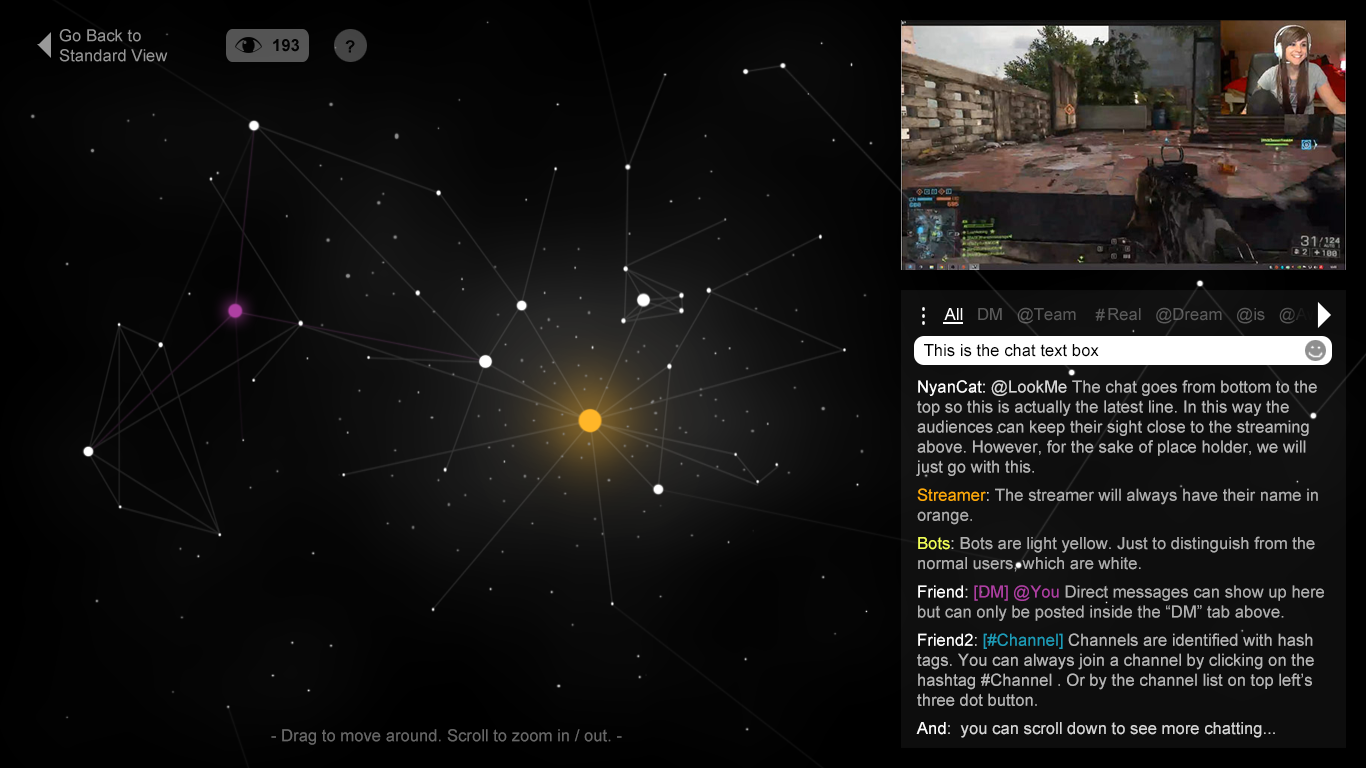 Go Back to
Standard View
193
?
31/124
All DM @Team #Real @Dream @is
This is the chat text box
NyanCat: @LookMe The chat goes from bottom to the
top so this is actually the latest line. In this way the
audiences can keep their sight close to the streaming
above. However, for the sake of place holder, we will
just go with this.
Streamer: The streamer will always have their name in
orange.
Bots: Bots are light yellow. Just to distinguish from the
normal users, which are white.
Friend: [DM] @You Direct messages can show up here
but can only be posted inside the “DM” tab above.
Friend2: [#Channel] Channels are identified with hash
tags. You can always join a channel by clicking on the
hashtag #Channel . Or by the channel list on top left’s
three dot button.
And: you can scroll down to see more chatting...
- Drag to move around. Scroll to zoom in / out. -